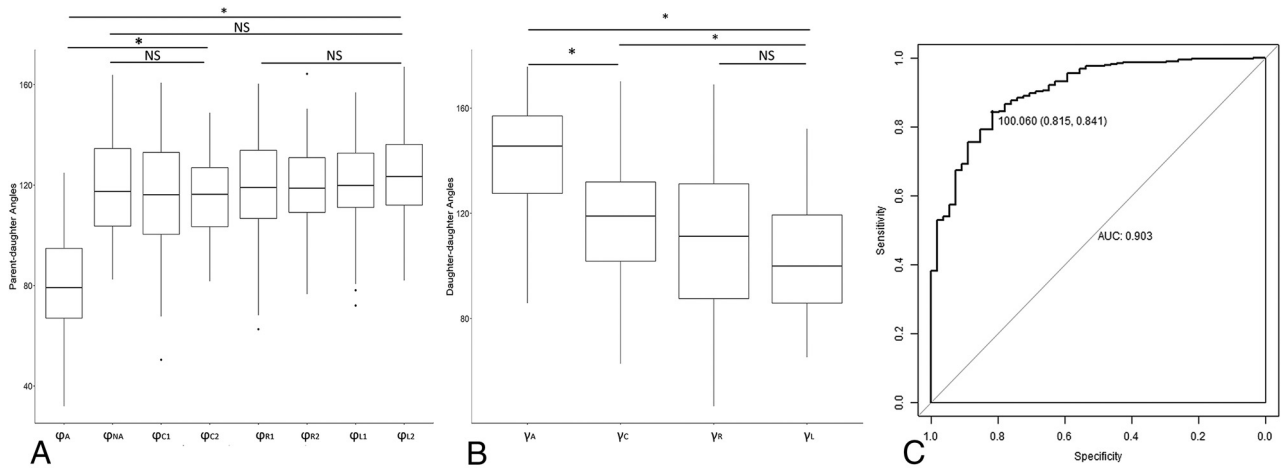 *
NS
*
NS
NS
Parent-daughter Angles
160
120
80
40
φA
φNA
φC1
φC2
φR1
φR2
φL1
φL2
A
*
*
*
NS
Daughter-daughter Angles
160
120
80
γA
γC
γR
γL
B
100.060 (0.815, 0.841)
AUC: 0.903
Sensitivity
1.0
0.8
0.6
0.4
0.2
0.0
1.0 0.8 0.6 0.4 0.2 0.0
Specificity
C